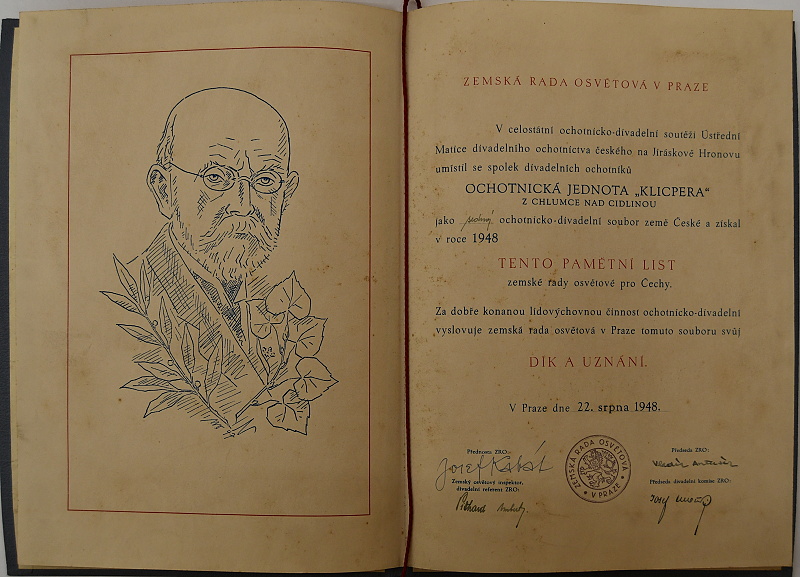 ZEMSKÁ RADA OSVĚTOVÁ V PRAZE
V celostátní ochotnicko-divadelní soutěži Ústřední
Matice divadelního ochotnictva českého na Jiráskově Hronovu
umístil se spolek divadelních ochotníků
OCHOTNICKÁ JEDNOTA „KLICPERA“
Z CHLUMCE NAD CIDLINOU
jako ochotnicko-divadelní soubor země České a získal
v roce 1948
TENTO PAMĚTNÍ LIST
zemské rady osvětové pro Čechy.
Za dobře konanou lidovýchovnou činnost ochotnicko-divadelní
vyslovuje zemská rada osvětová v Praze tomuto souboru svůj
DÍK A UZNÁNÍ.
V Praze dne 22. srpna 1948.
Přednosta ZRO:
Josef Kabát
Zemský osvětový inspektor,
divadelní referent ZRO:
ZEMSKÁ RADA OSVĚTOVÁ
V PRAZE
Předseda ZRO:
Předseda divadelní komise ZRO:
Josef